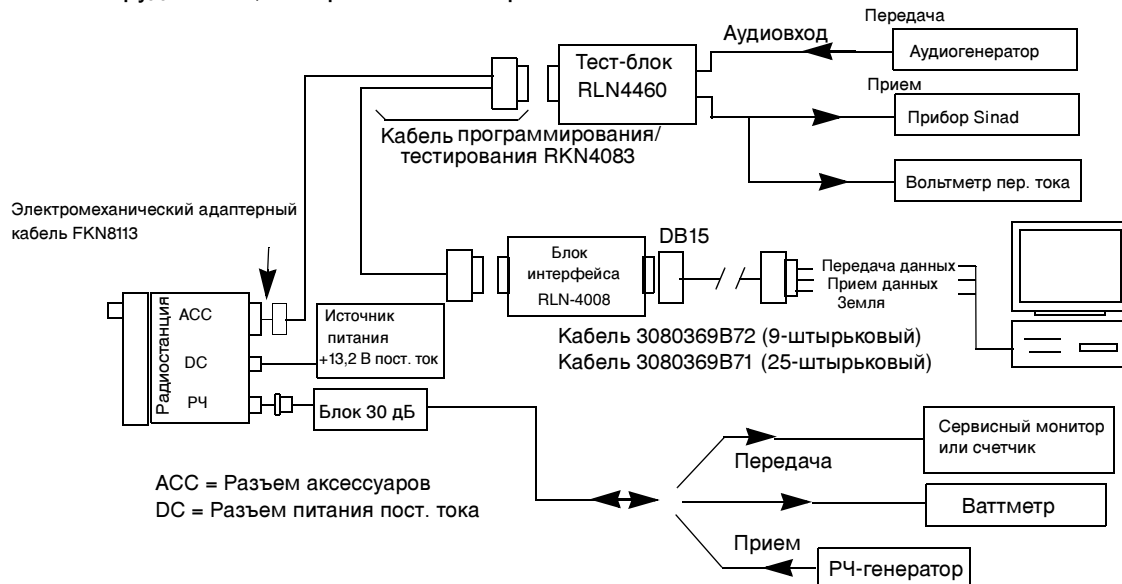 Передача
Аудиовход
Аудиогенератор
Тест-блок
RLN4460
Прием
Прибор Sinad
Кабель программирования/
тестирования RKN4083
Вольтметр пер. тока
Электромеханический адаптерный
кабель FKN8113
DB15
Блок
интерфейса
RLN-4008
Передача данных
Прием данных
Земля
Радиостанция
ACC
DC
РЧ
Источник
питания
+13,2 В пост. ток
Кабель 3080369B72 (9-штырьковый)
Кабель 3080369B71 (25-штырьковый)
Блок 30 дБ
Сервисный монитор
или счетчик
Передача
ACC = Разъем аксессуаров
DC = Разъем питания пост. тока
Ваттметр
Прием
РЧ-генератор